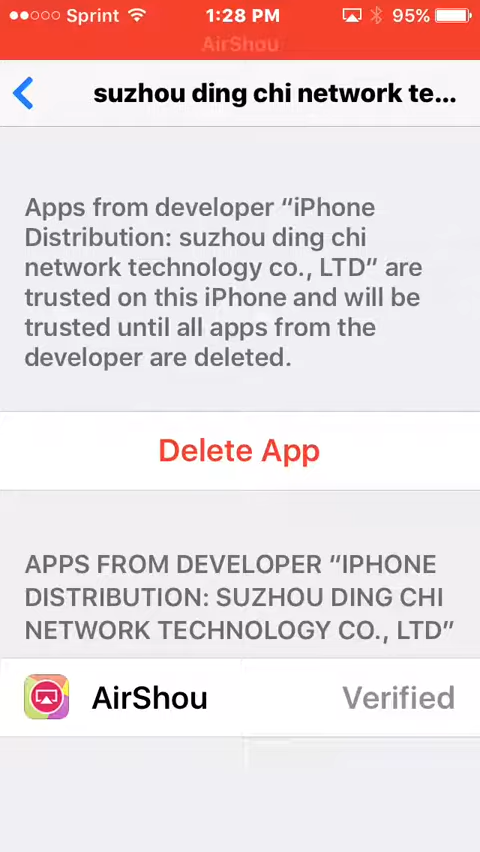 Sprint 1:28 PM 95%
AirShou
suzhou ding chi network te...
Apps from developer “iPhone
Distribution: suzhou ding chi
network technology co., LTD” are
trusted on this iPhone and will be
trusted until all apps from the
developer are deleted.
Delete App
APPS FROM DEVELOPER “IPHONE
DISTRIBUTION: SUZHOU DING CHI
NETWORK TECHNOLOGY CO., LTD”
AirShou Verified